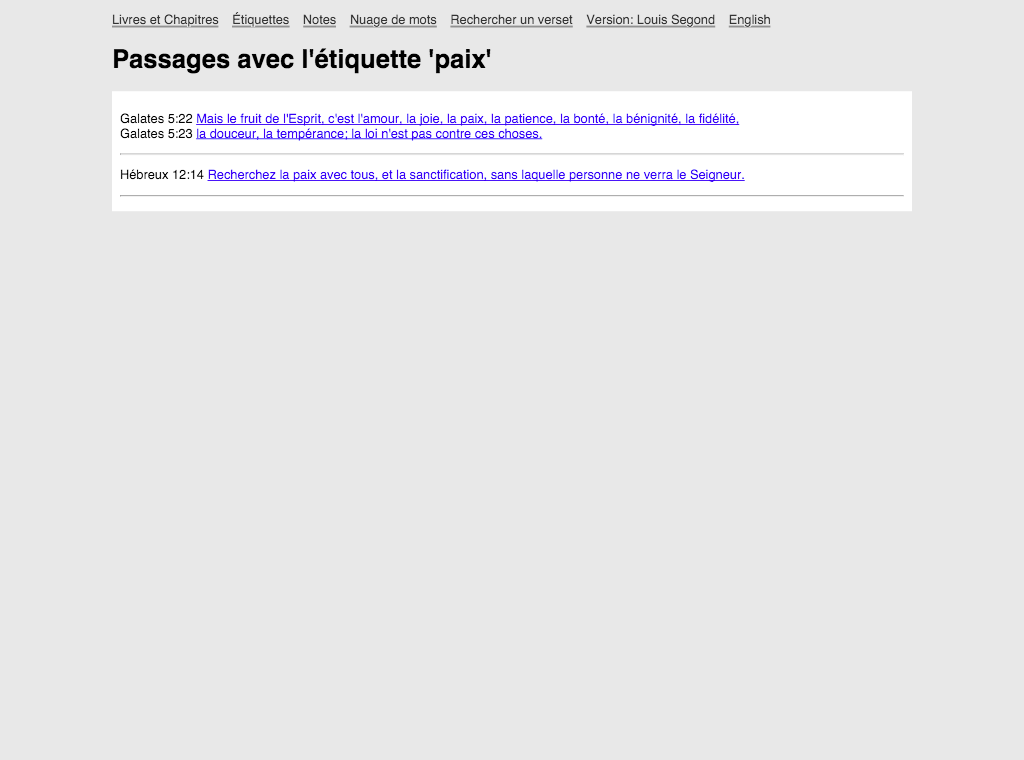 Livres et Chapitres Étiquettes Notes Nuage de mots Rechercher un verset Version: Louis Segond English
Passages avec l'étiquette 'paix'
Galates 5:22 Mais le fruit de l'Esprit, c'est l'amour, la joie, la paix, la patience, la bonté, la bénignité, la fidélité,
Galates 5:23 la douceur, la tempérance; la loi n'est pas contre ces choses.
Hébreux 12:14 Recherchez la paix avec tous, et la sanctification, sans laquelle personne ne verra le Seigneur.